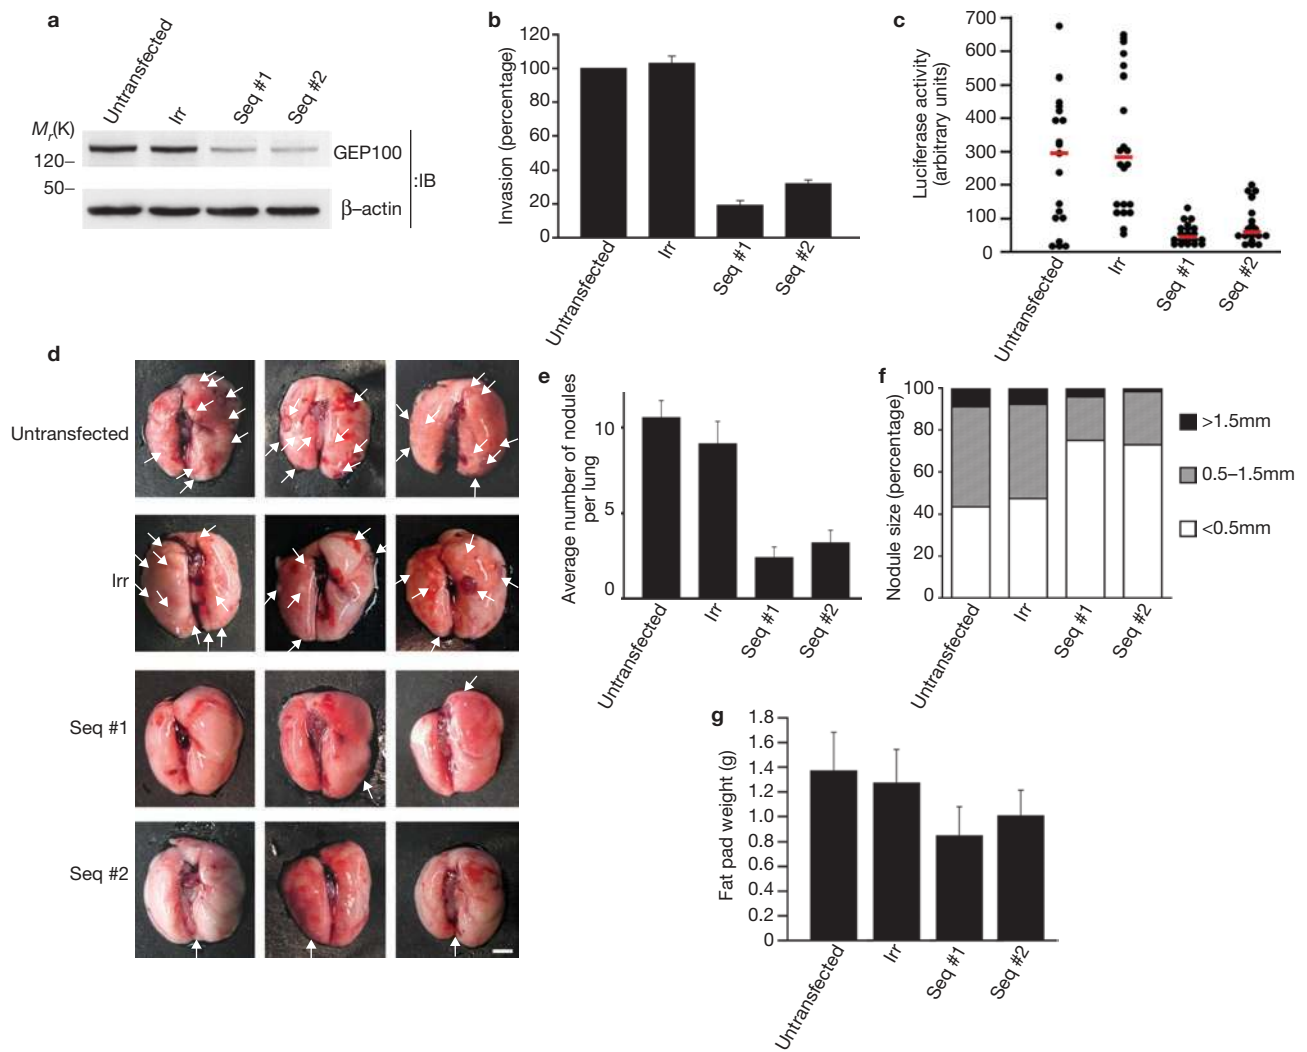 a
Untransfected
Irr
Seq #1
Seq #2
Mr(K)
120–
50–
GEP100
β–actin
:IB
b
Invasion (percentage)
120
100
80
60
40
20
0
Untransfected
Irr
Seq #1
Seq #2
c
Luciferase activity
(arbitrary units)
700
600
500
400
300
200
100
0
Untransfected
Irr
Seq #1
Seq #2
d
Untransfected
Irr
Seq #1
Seq #2
e
Average number of nodules
per lung
10
5
0
Untransfected
Irr
Seq #1
Seq #2
f
Nodule size (percentage)
100
80
60
40
20
0
Untransfected
Irr
Seq #1
Seq #2
>1.5mm
0.5–1.5mm
<0.5mm
g
Fat pad weight (g)
1.8
1.6
1.4
1.2
1.0
0.8
0.6
0.4
0.2
0
Untransfected
Irr
Seq #1
Seq #2